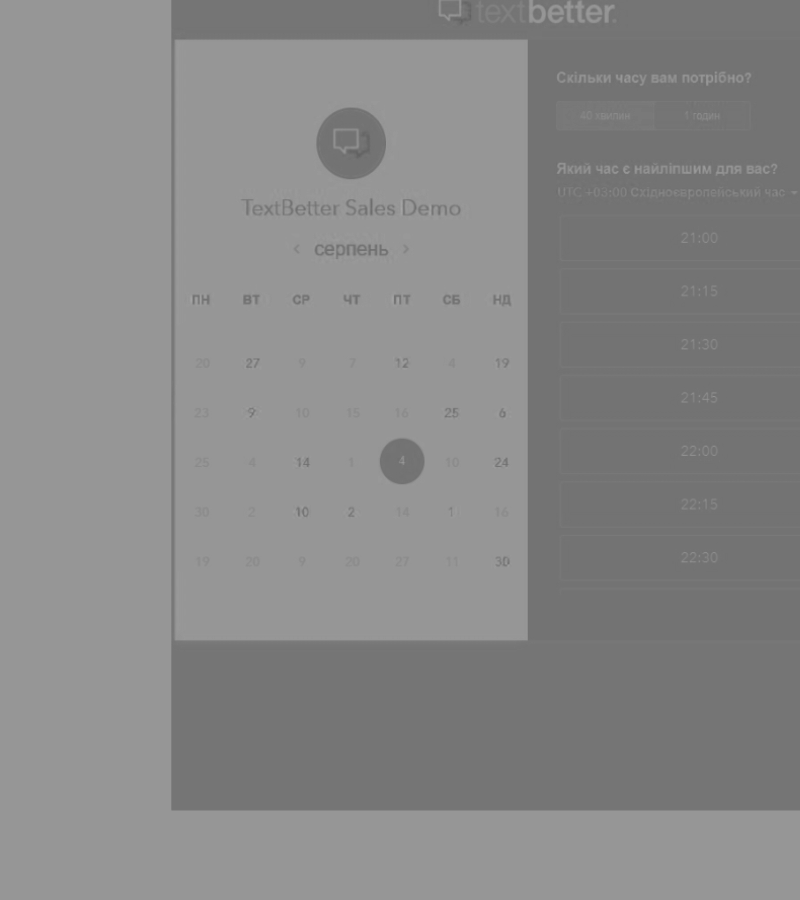 textbetter.
TextBetter Sales Demo
< серпень >
ПН ВТ СР ЧТ ПТ СБ НД
20 27 9 7 12 4 19
23 9 10 15 16 25 6
25 4 14 1 4 10 24
30 2 10 2 14 1 16
19 20 9 20 27 11 30
Скільки часу вам потрібно?
40 хвилин 1 годин
Який час є найліпшим для вас?
UTC +03:00 Східноєвропейський час
21:00
21:15
21:30
21:45
22:00
22:15
22:30